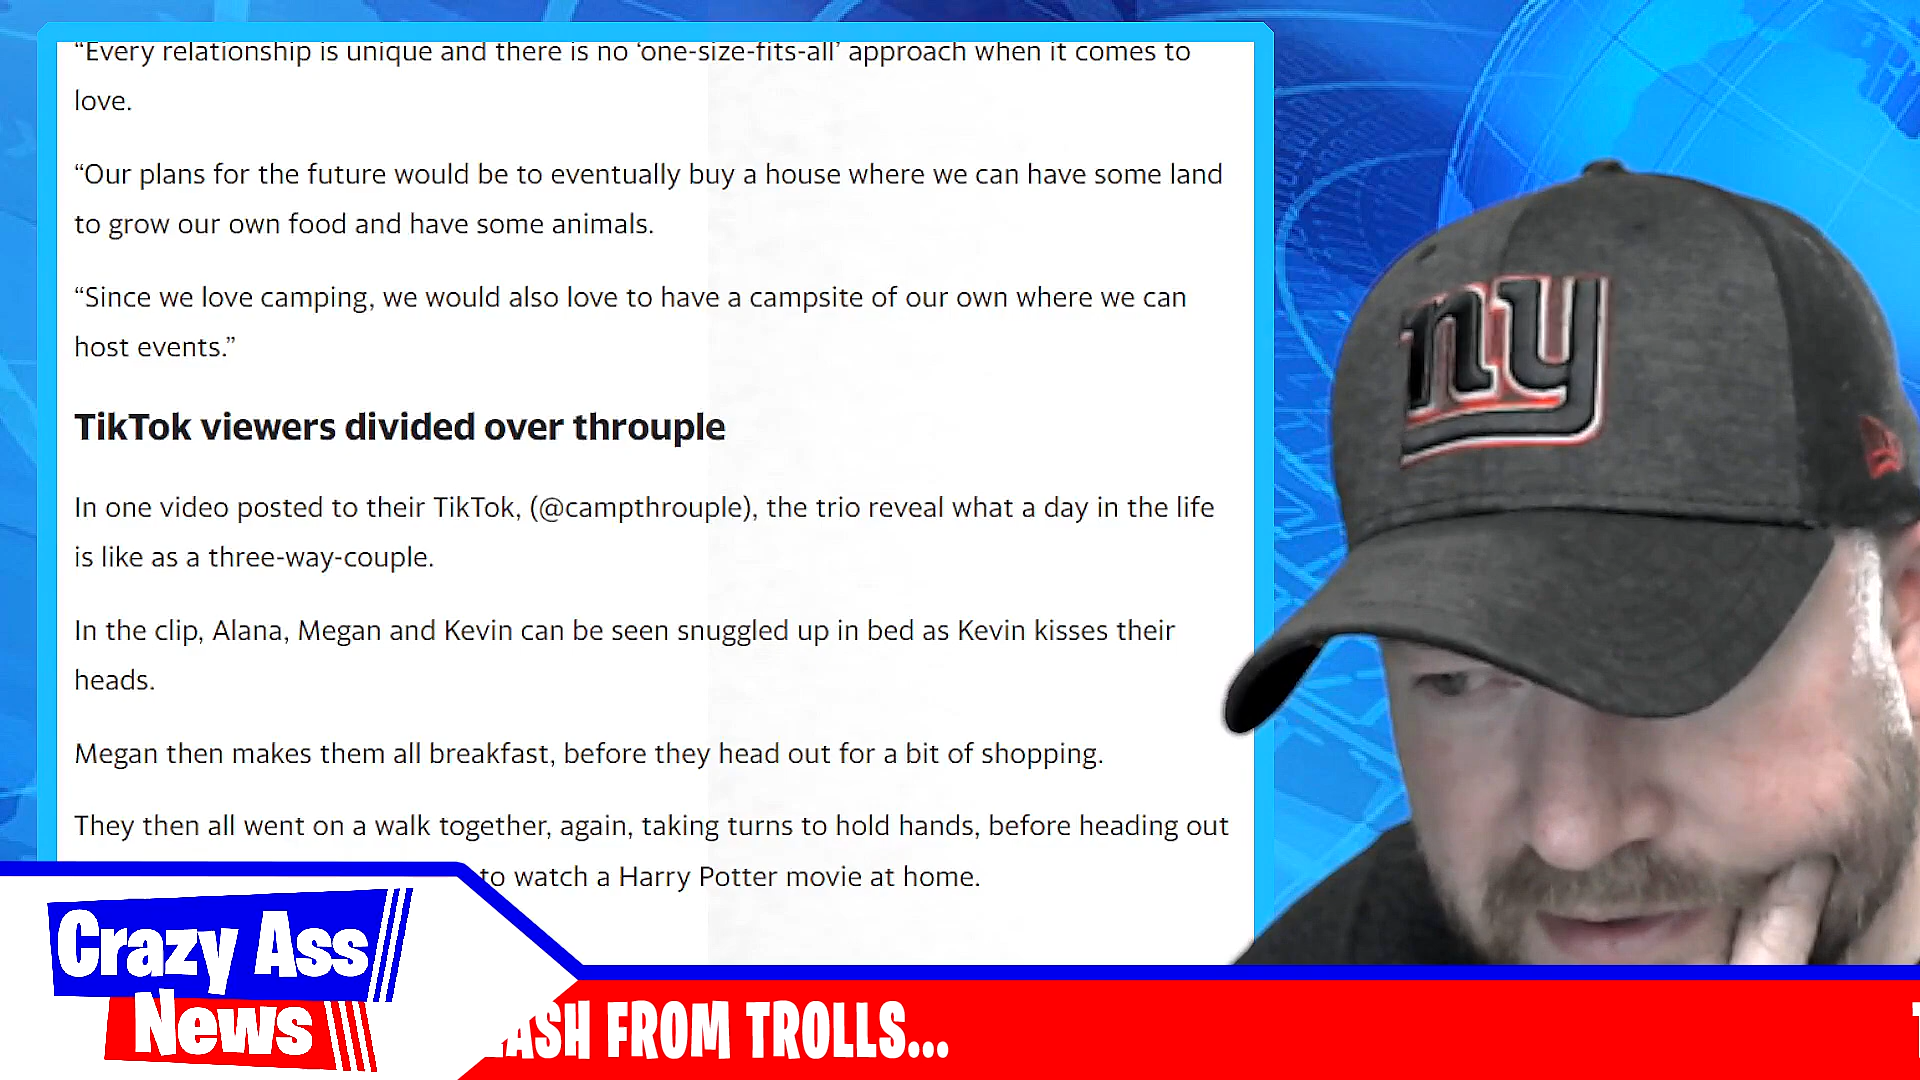 “Every relationship is unique and there is no ‘one-size-fits-all’ approach when it comes to
love.
“Our plans for the future would be to eventually buy a house where we can have some land
to grow our own food and have some animals.
“Since we love camping, we would also love to have a campsite of our own where we can
host events.”
TikTok viewers divided over throuple
In one video posted to their TikTok, (@campthrouple), the trio reveal what a day in the life
is like as a three-way-couple.
In the clip, Alana, Megan and Kevin can be seen snuggled up in bed as Kevin kisses their
heads.
Megan then makes them all breakfast, before they head out for a bit of shopping.
They then all went on a walk together, again, taking turns to hold hands, before heading out
to watch a Harry Potter movie at home.
ny
Crazy Ass
News
ASH FROM TROLLS...